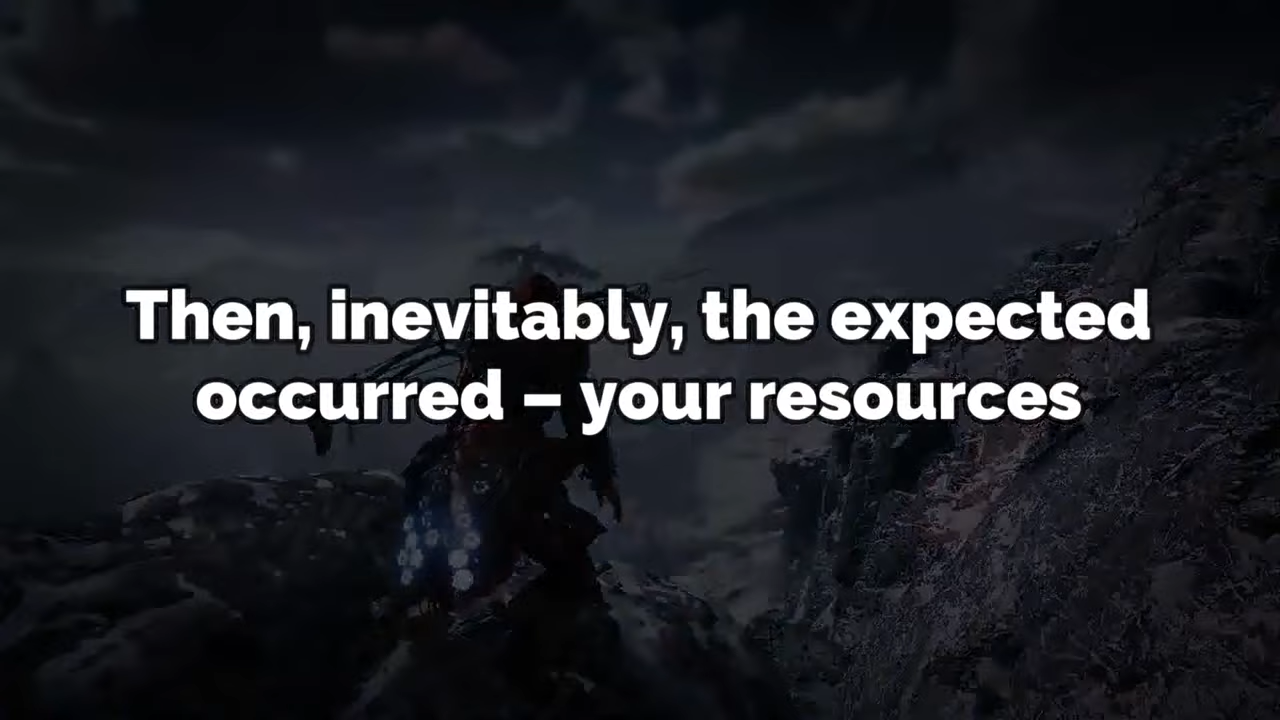 Then, inevitably, the expected
occurred – your resources